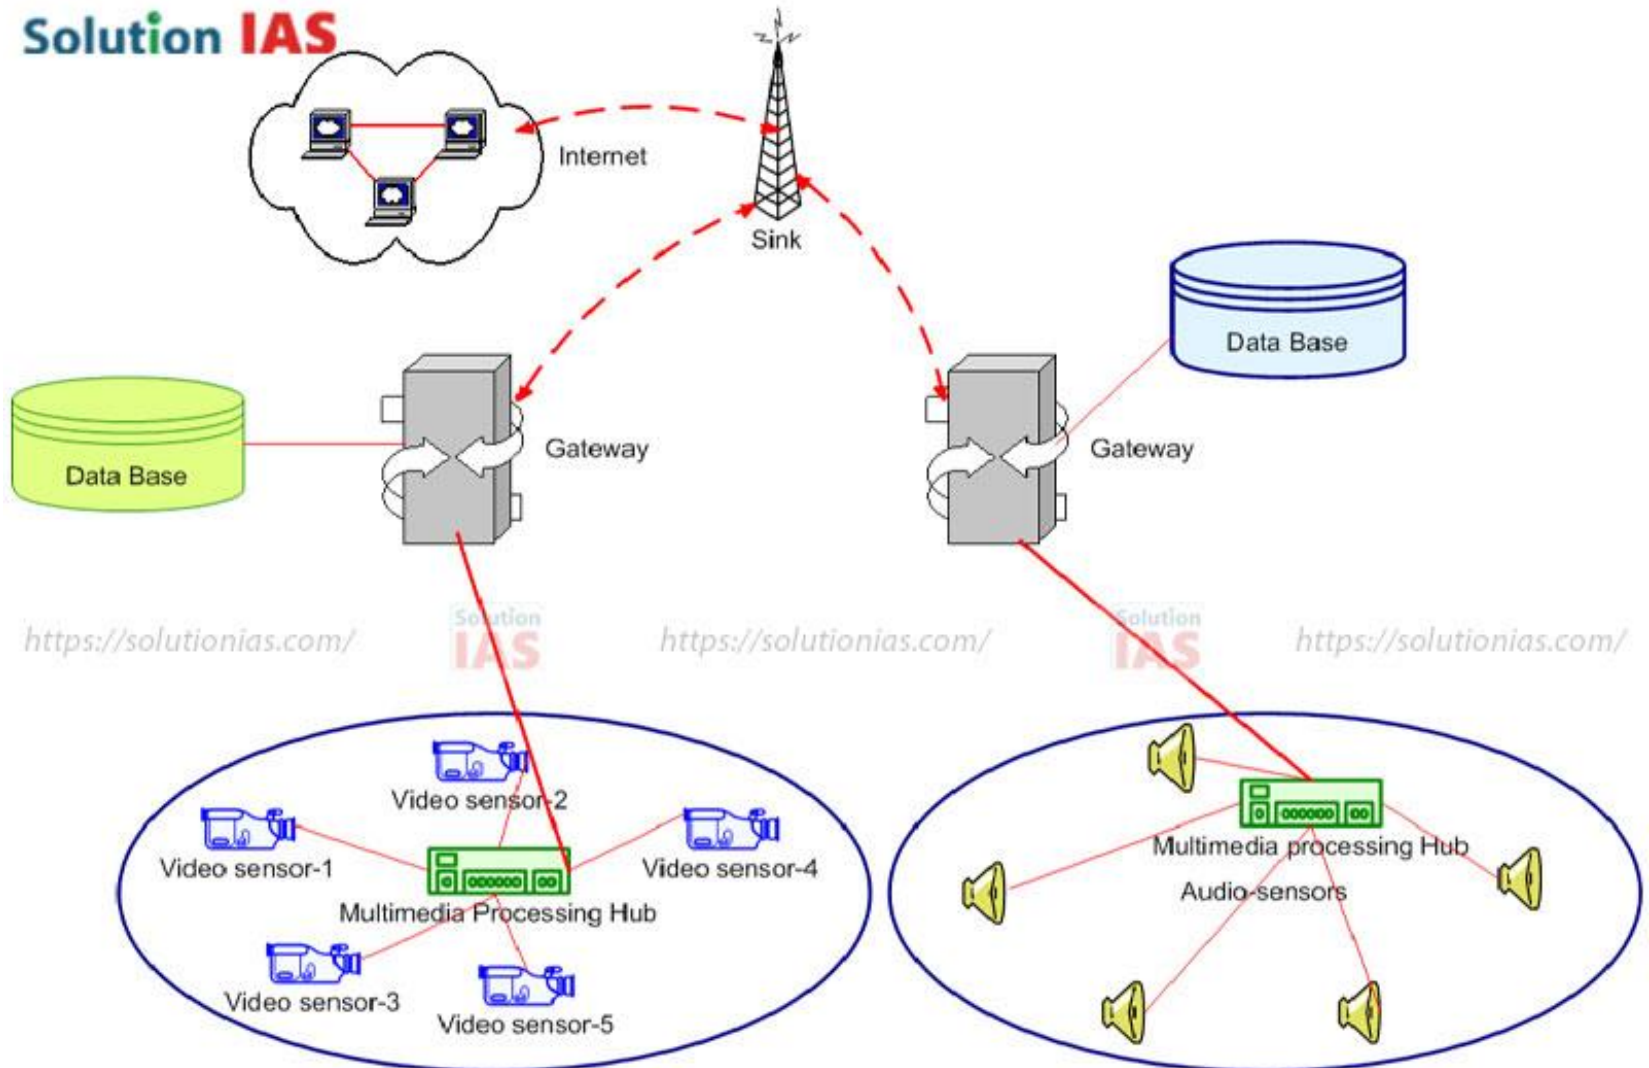 Solution IAS
Internet
Sink
Data Base
Data Base
Gateway
Gateway
https://solutionias.com/
Solution
IAS
https://solutionias.com/
Solution
IAS
https://solutionias.com/
Video sensor-2
Video sensor-1
Video sensor-4
Multimedia Processing Hub
Video sensor-3
Video sensor-5
Multimedia processing Hub
Audio-sensors